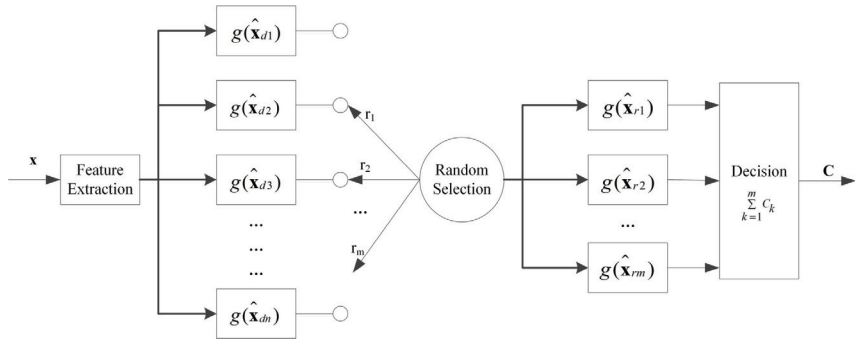 x
Feature
Extraction
g(x̂d1)
g(x̂d2)
g(x̂d3)
...
...
...
g(x̂dn)
r1
r2
...
rm
Random
Selection
g(x̂r1)
g(x̂r2)
...
g(x̂rm)
Decision
m
∑ Ck
k=1
C